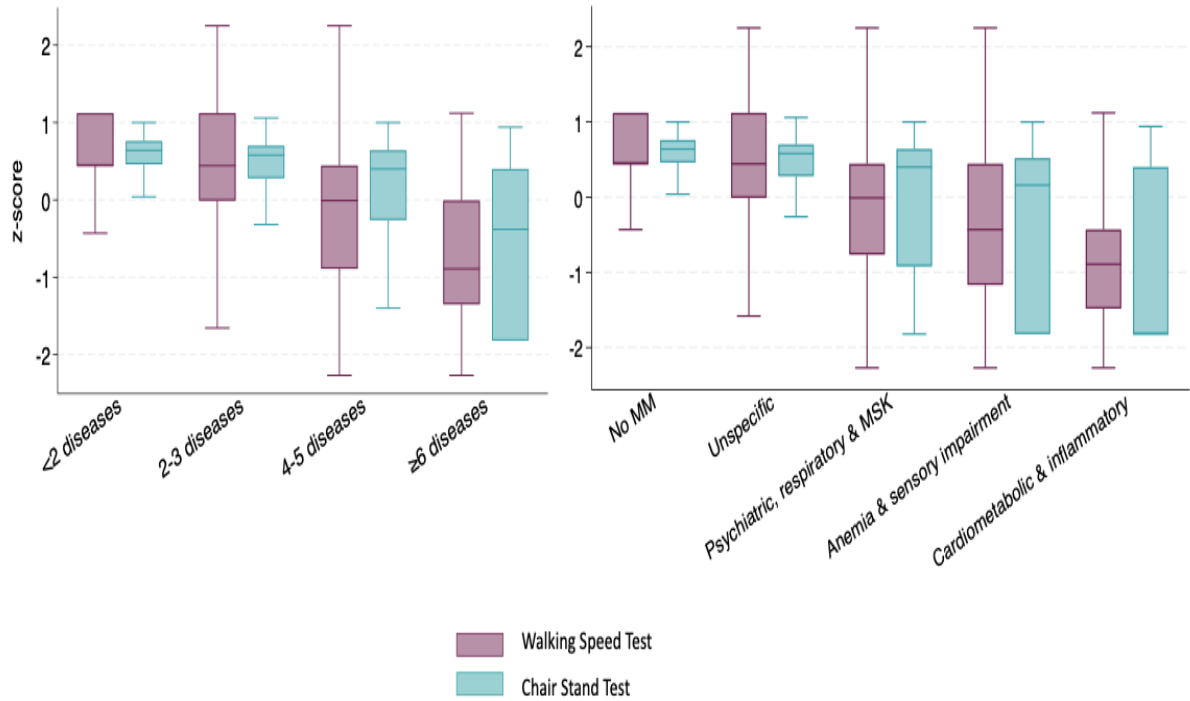 z-score
2
1
0
-1
-2
<2 diseases
2-3 diseases
4-5 diseases
≥6 diseases
2
1
0
-1
-2
No MM
Unspecific
Psychiatric, respiratory & MSK
Anemia & sensory impairment
Cardiometabolic & inflammatory
Walking Speed Test
Chair Stand Test